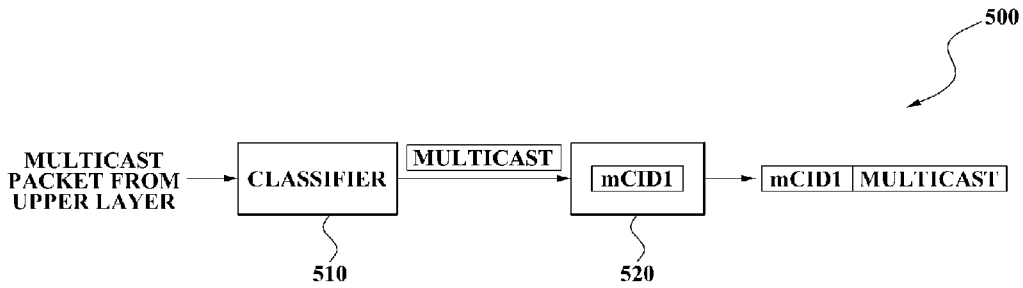 500
MULTICAST
PACKET FROM
UPPER LAYER
CLASSIFIER
MULTICAST
mCID1
mCID1 MULTICAST
510
520